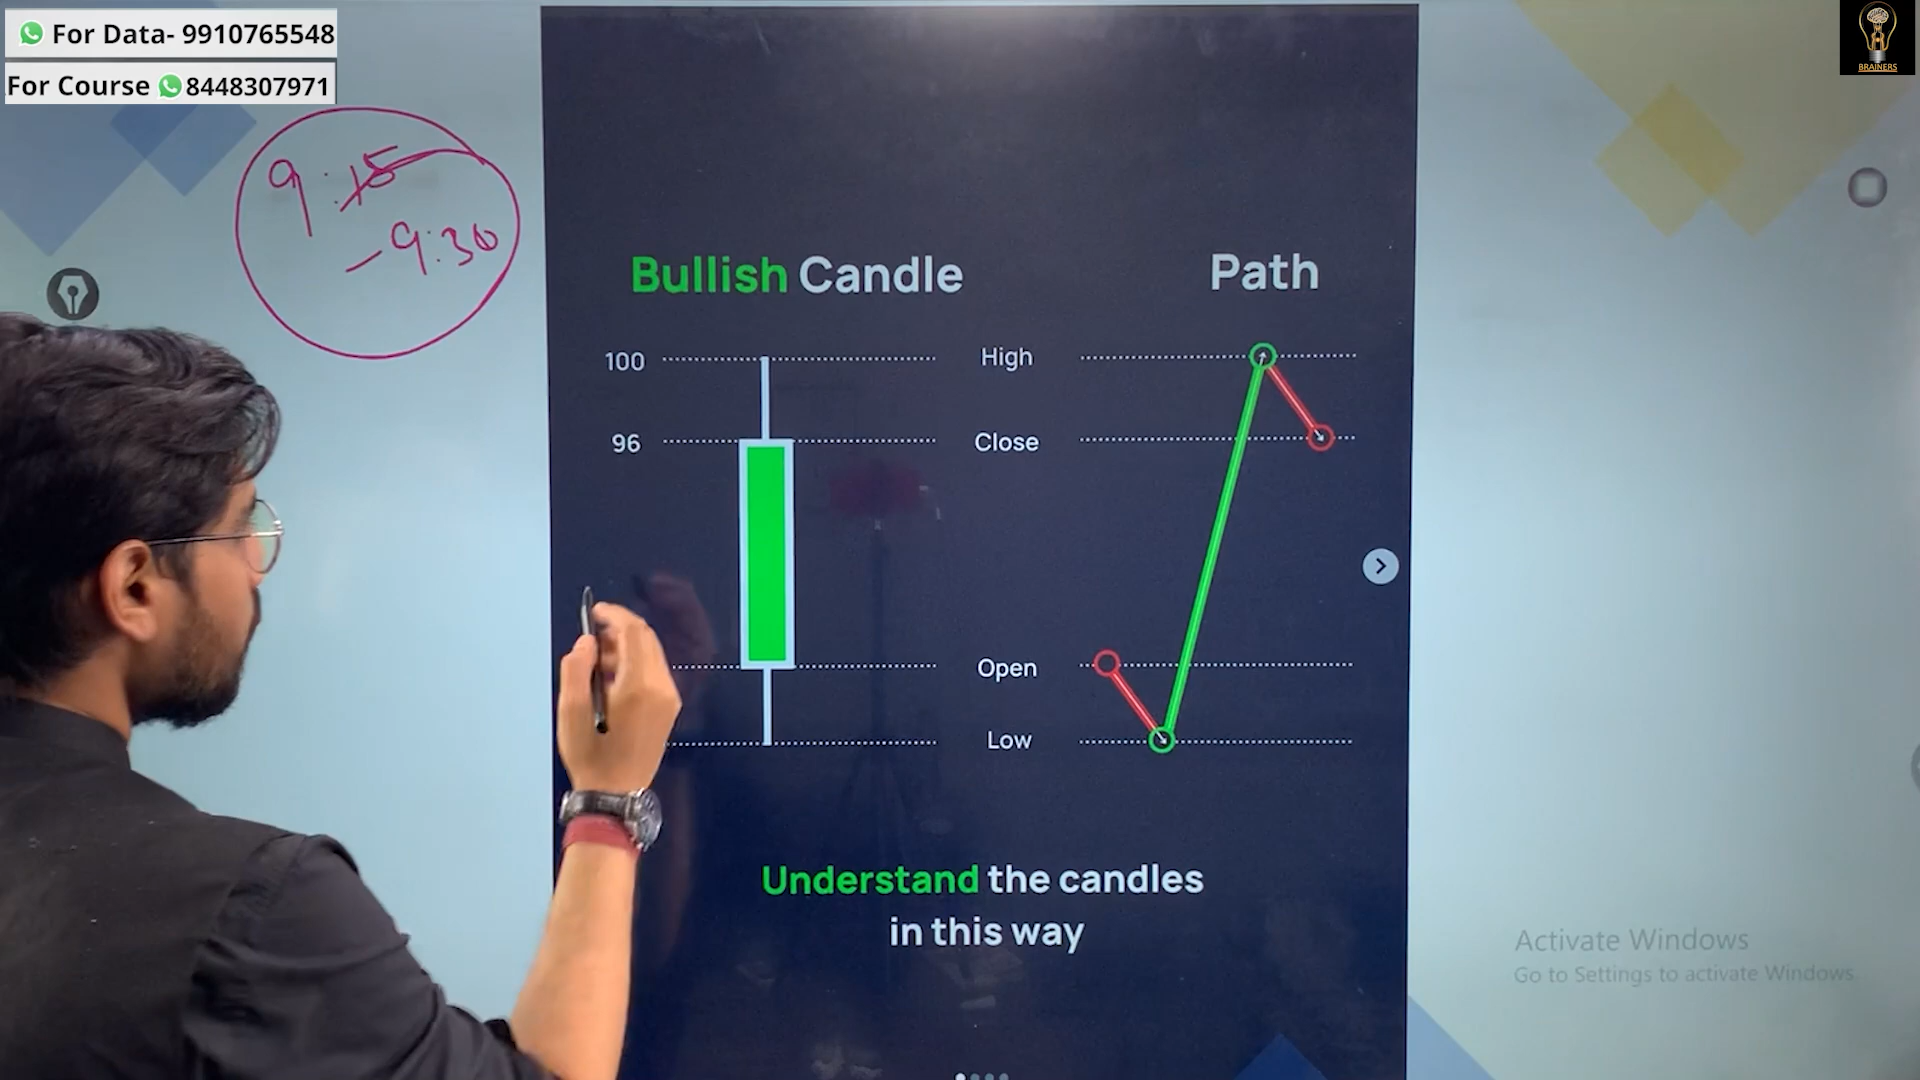 For Data- 9910765548
For Course 8448307971
BRAINERS
9:15
-9:30
Bullish Candle
Path
100
High
96
Close
Open
Low
Understand the candles
in this way
Activate Windows
Go to Settings to activate Windows.